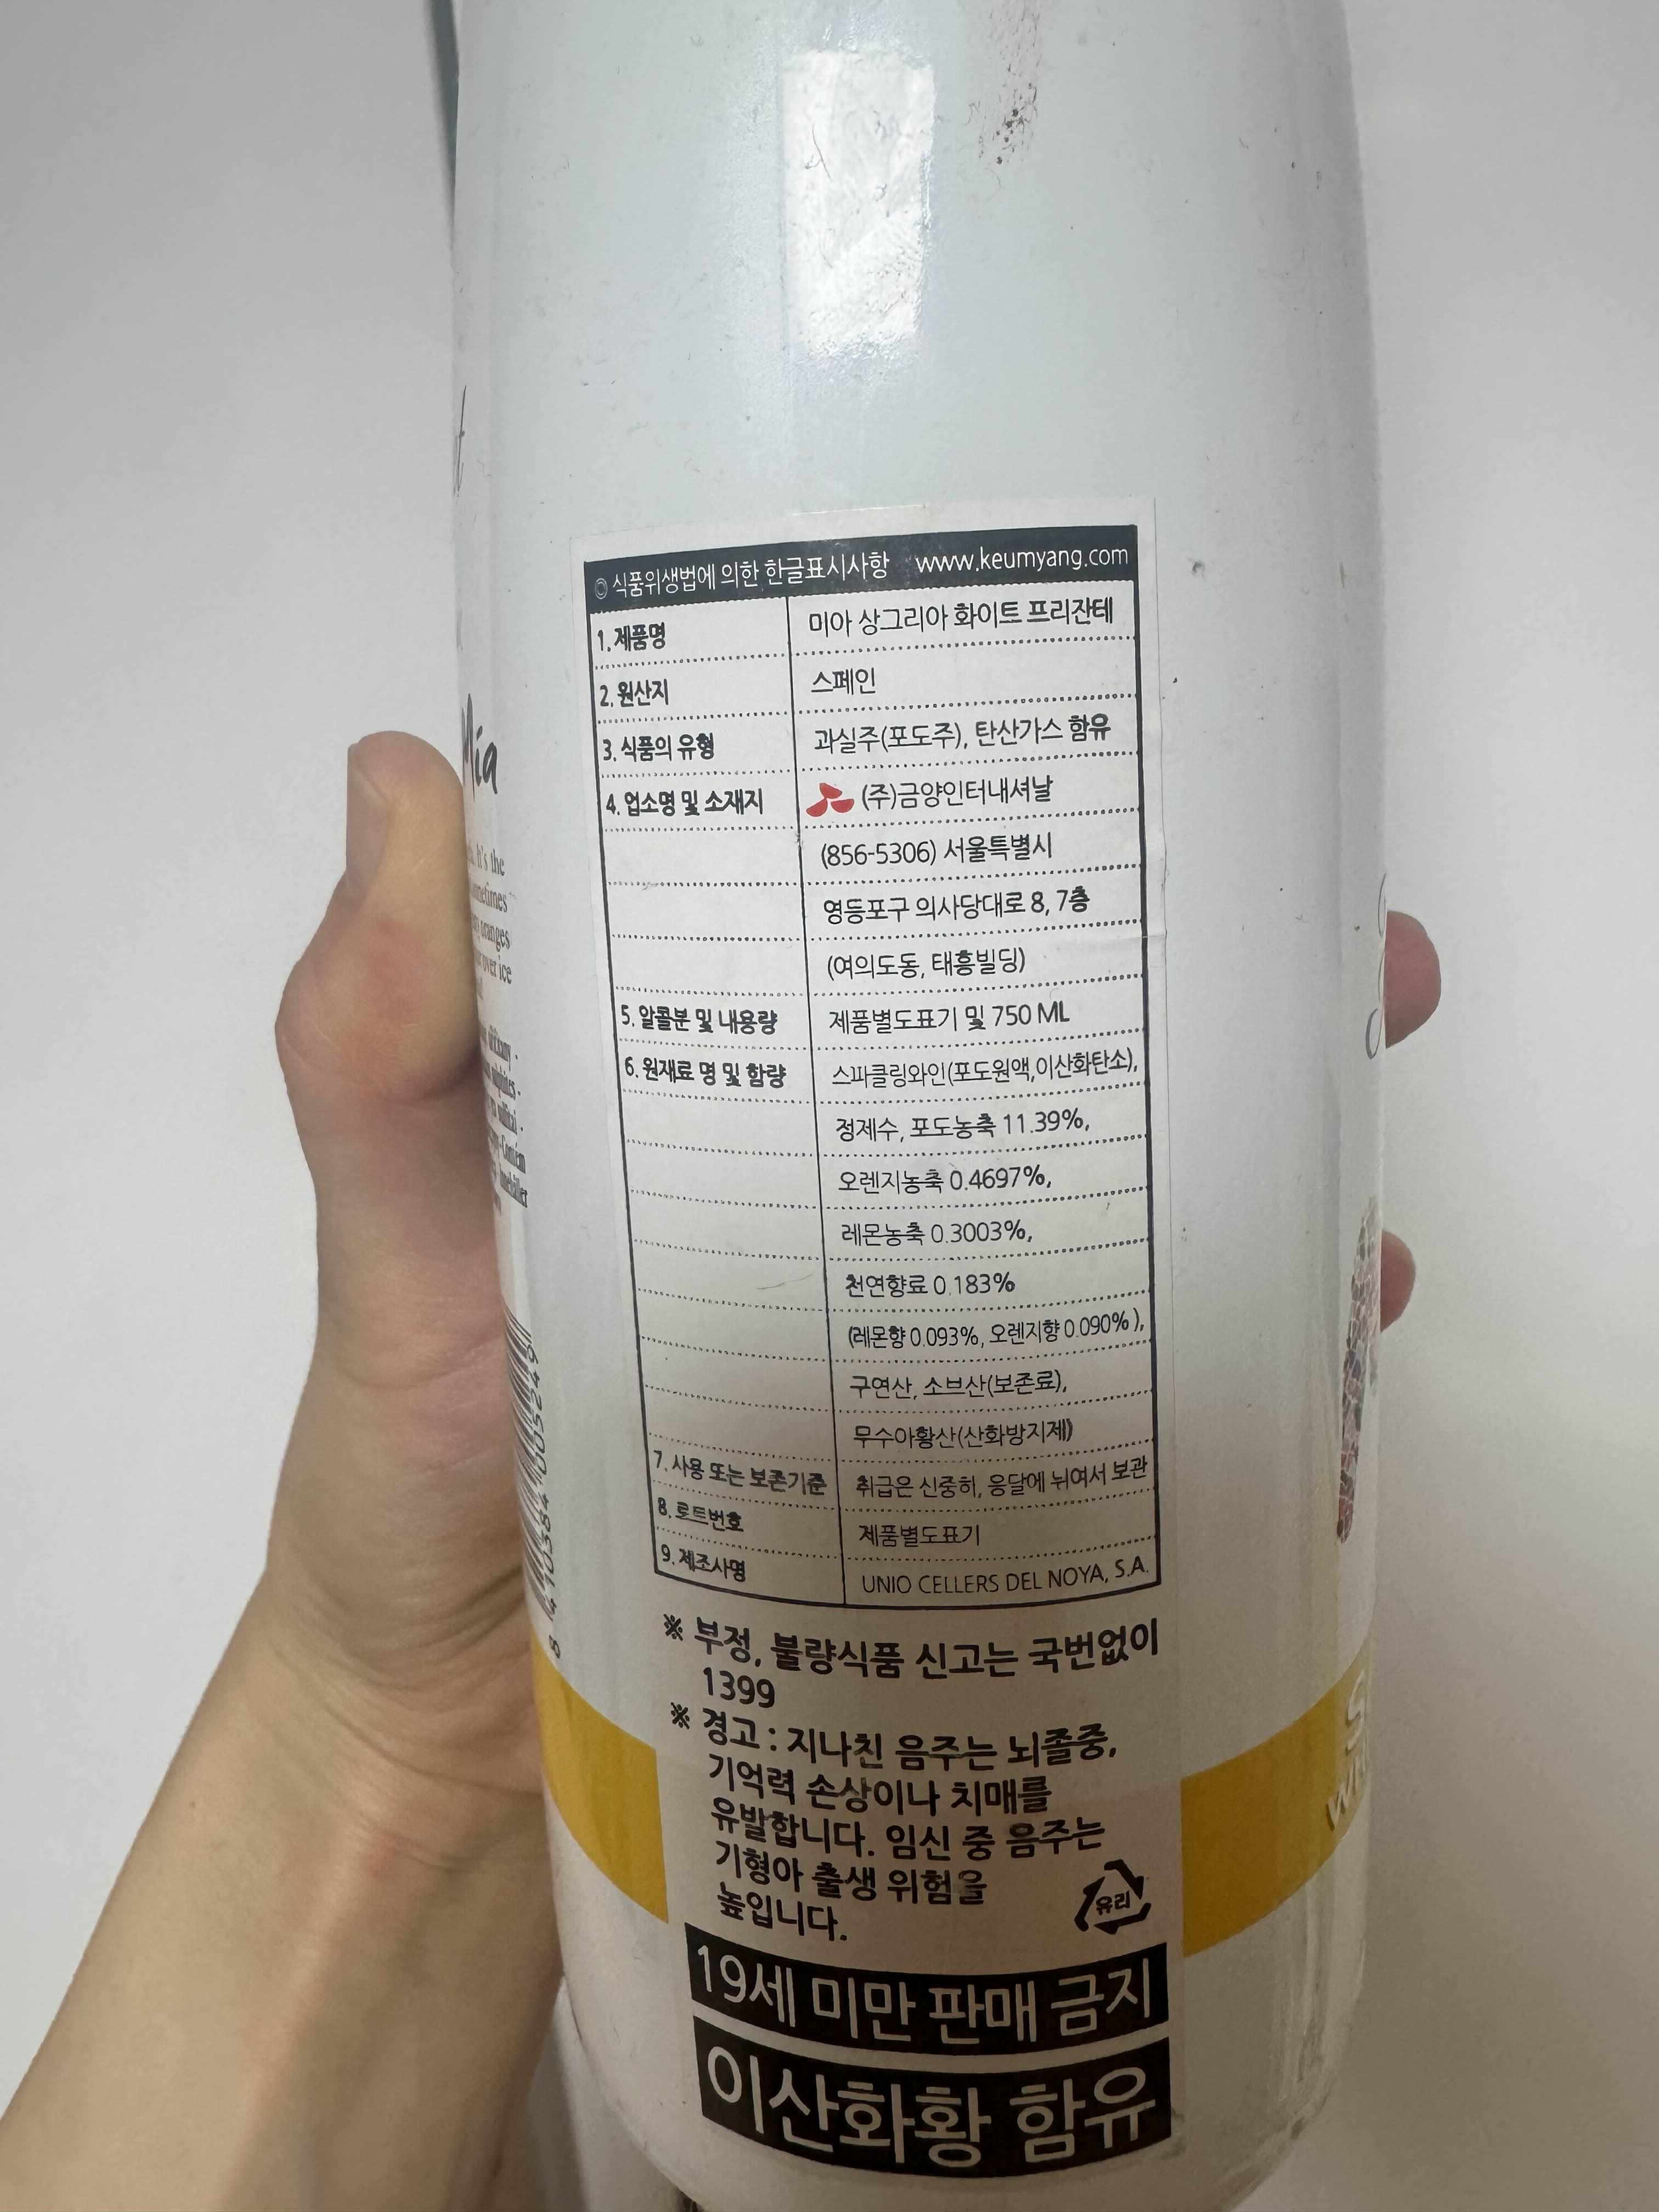 Mía
It's the
oranges
over ice
8 410384 005249
◎ 식품위생법에 의한 한글표시사항 www.keumyang.com
1. 제품명 미아 상그리아 화이트 프리잔테
2. 원산지 스페인
3. 식품의 유형 과실주(포도주), 탄산가스 함유
4. 업소명 및 소재지 (주)금양인터내셔날
(856-5306) 서울특별시
영등포구 의사당대로 8, 7층
(여의도동, 태흥빌딩)
5. 알콜분 및 내용량 제품별도표기 및 750 ML
6. 원재료 명 및 함량 스파클링와인(포도원액,이산화탄소),
정제수, 포도농축 11.39%,
오렌지농축 0.4697%,
레몬농축 0.3003%,
천연향료 0.183%
(레몬향 0.093%, 오렌지향 0.090% ),
구연산, 소브산(보존료),
무수아황산(산화방지제)
7. 사용 또는 보존기준 취급은 신중히, 응달에 뉘여서 보관
8. 로트번호 제품별도표기
9. 제조사명 UNIO CELLERS DEL NOYA, S.A.
※ 부정, 불량식품 신고는 국번없이
1399
※ 경고 : 지나친 음주는 뇌졸중,
기억력 손상이나 치매를
유발합니다. 임신 중 음주는
기형아 출생 위험을
높입니다.
유리
19세 미만 판매 금지
이산화황 함유